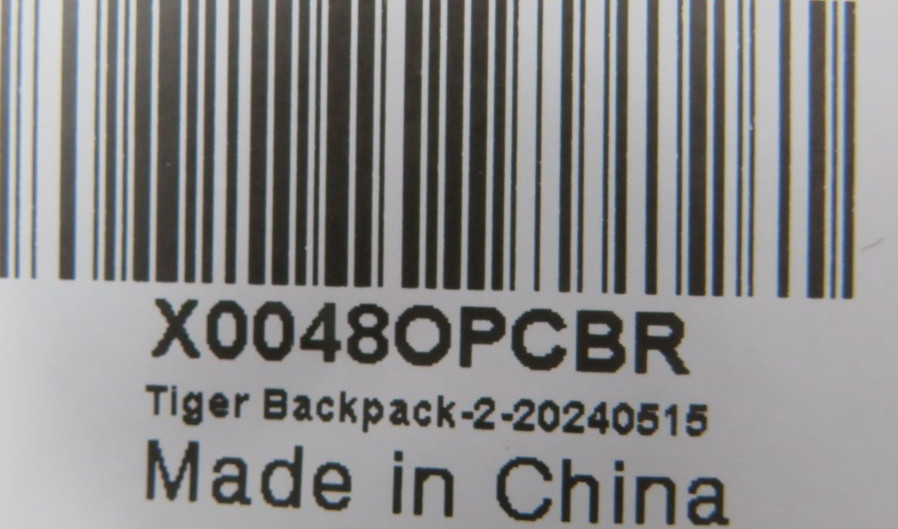 X0048OPCBR
Tiger Backpack-2-20240515
Made in China